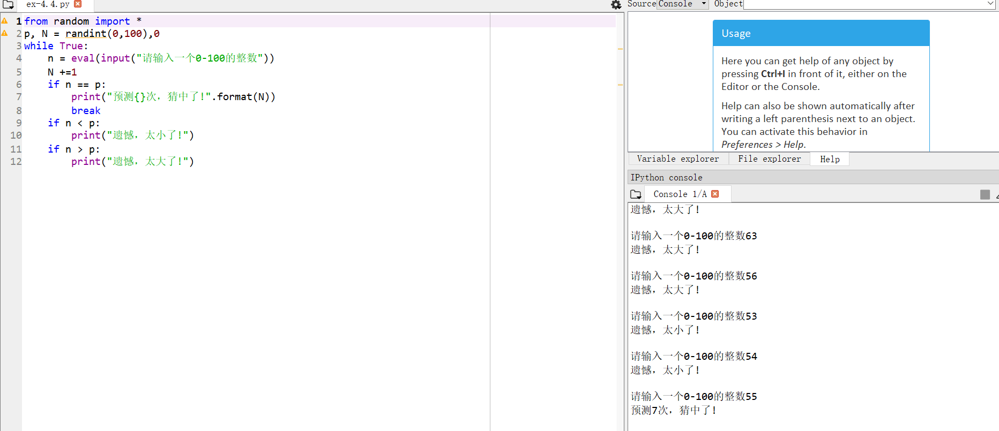 ex-4.4.py
1 from random import *
2 p, N = randint(0,100),0
3 while True:
4     n = eval(input("请输入一个0-100的整数"))
5     N +=1
6     if n == p:
7         print("预测{}次，猜中了!".format(N))
8         break
9     if n < p:
10         print("遗憾，太小了!")
11     if n > p:
12         print("遗憾，太大了!")
Source Console Object
Usage
Here you can get help of any object by
pressing Ctrl+I in front of it, either on the
Editor or the Console.
Help can also be shown automatically after
writing a left parenthesis next to an object.
You can activate this behavior in
Preferences > Help.
Variable explorer File explorer Help
IPython console
Console 1/A
遗憾，太大了!
请输入一个0-100的整数63
遗憾，太大了!
请输入一个0-100的整数56
遗憾，太大了!
请输入一个0-100的整数53
遗憾，太小了!
请输入一个0-100的整数54
遗憾，太小了!
请输入一个0-100的整数55
预测7次，猜中了!